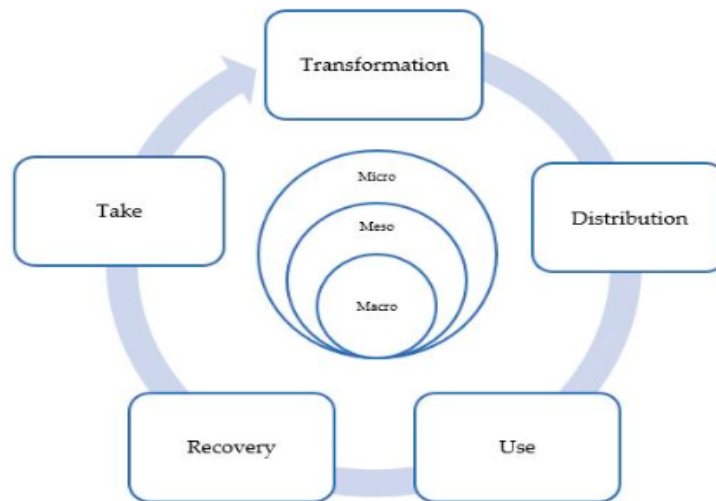 Transformation
Micro
Take
Distribution
Meso
Macro
Recovery
Use